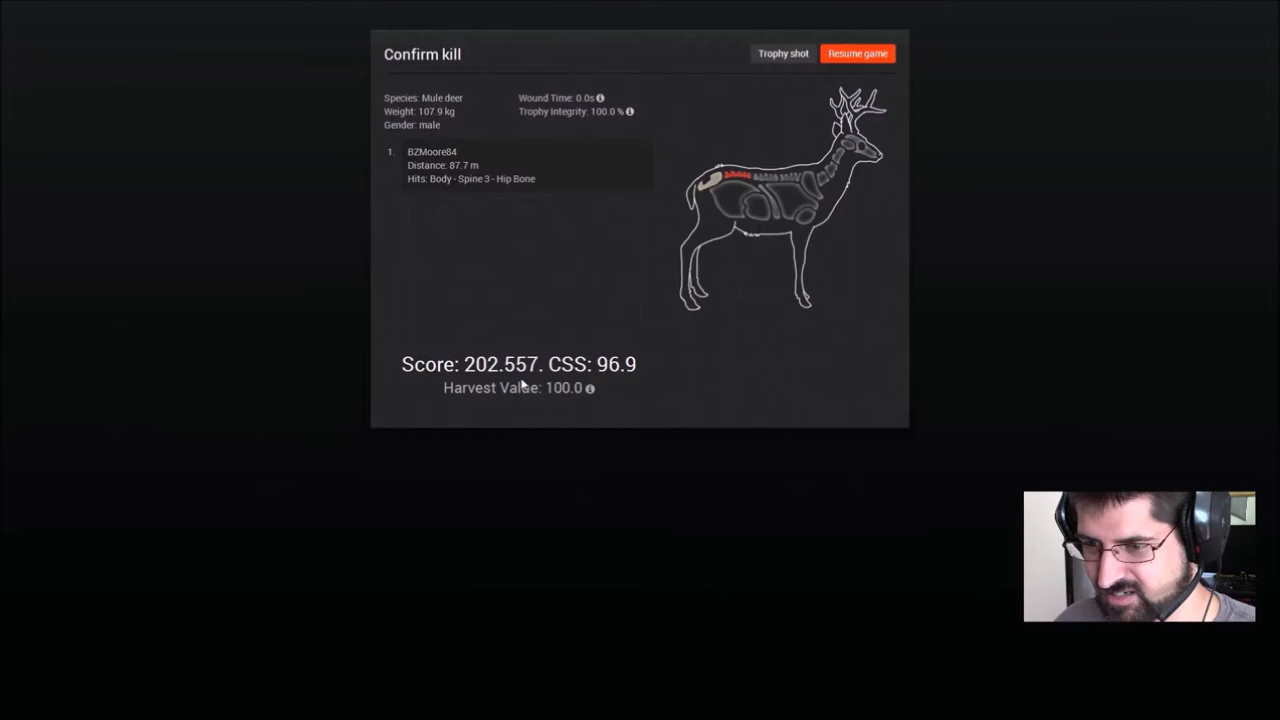 Confirm kill
Trophy shot
Resume game
Species: Mule deer
Weight: 107.9 kg
Gender: male
Wound Time: 0.0s
Trophy Integrity: 100.0 %
1. BZMoore84
Distance: 87.7 m
Hits: Body - Spine 3 - Hip Bone
Score: 202.557. CSS: 96.9
Harvest Value: 100.0